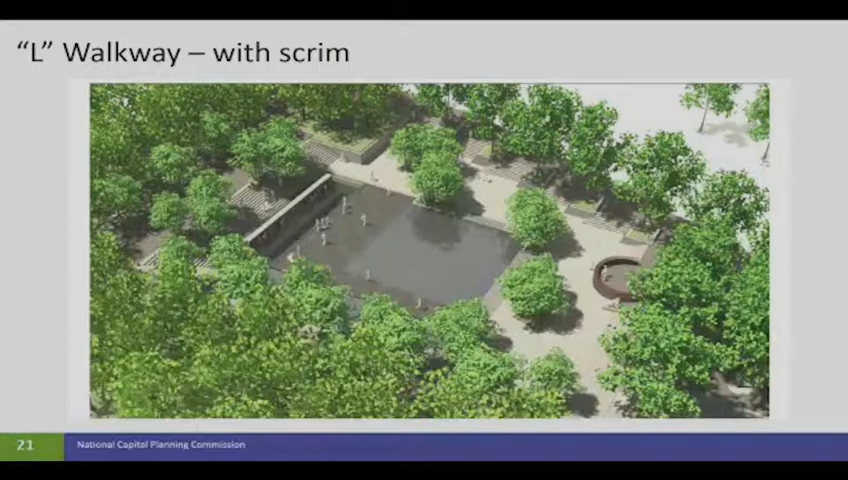 “L” Walkway – with scrim
21
National Capital Planning Commission